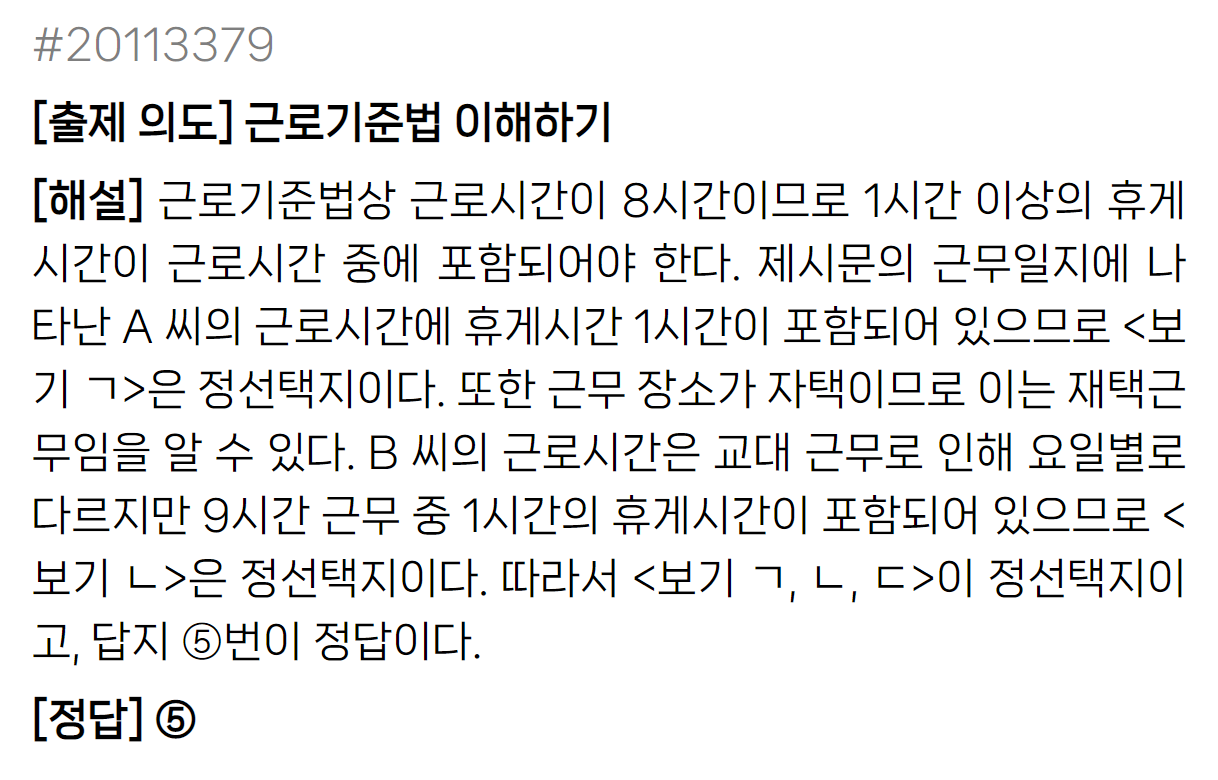 #20113379
[출제 의도] 근로기준법 이해하기
[해설] 근로기준법상 근로시간이 8시간이므로 1시간 이상의 휴게
시간이 근로시간 중에 포함되어야 한다. 제시문의 근무일지에 나
타난 A 씨의 근로시간에 휴게시간 1시간이 포함되어 있으므로 <보
기 ㄱ>은 정선택지이다. 또한 근무 장소가 자택이므로 이는 재택근
무임을 알 수 있다. B 씨의 근로시간은 교대 근무로 인해 요일별로
다르지만 9시간 근무 중 1시간의 휴게시간이 포함되어 있으므로 <
보기 ㄴ>은 정선택지이다. 따라서 <보기 ㄱ, ㄴ, ㄷ>이 정선택지이
고, 답지 ⑤번이 정답이다.
[정답] ⑤